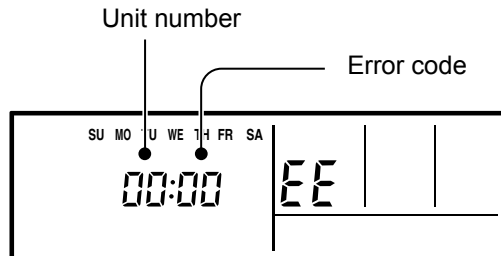 Unit number
Error code
SU MO TU WE TH FR SA
00:00 EE